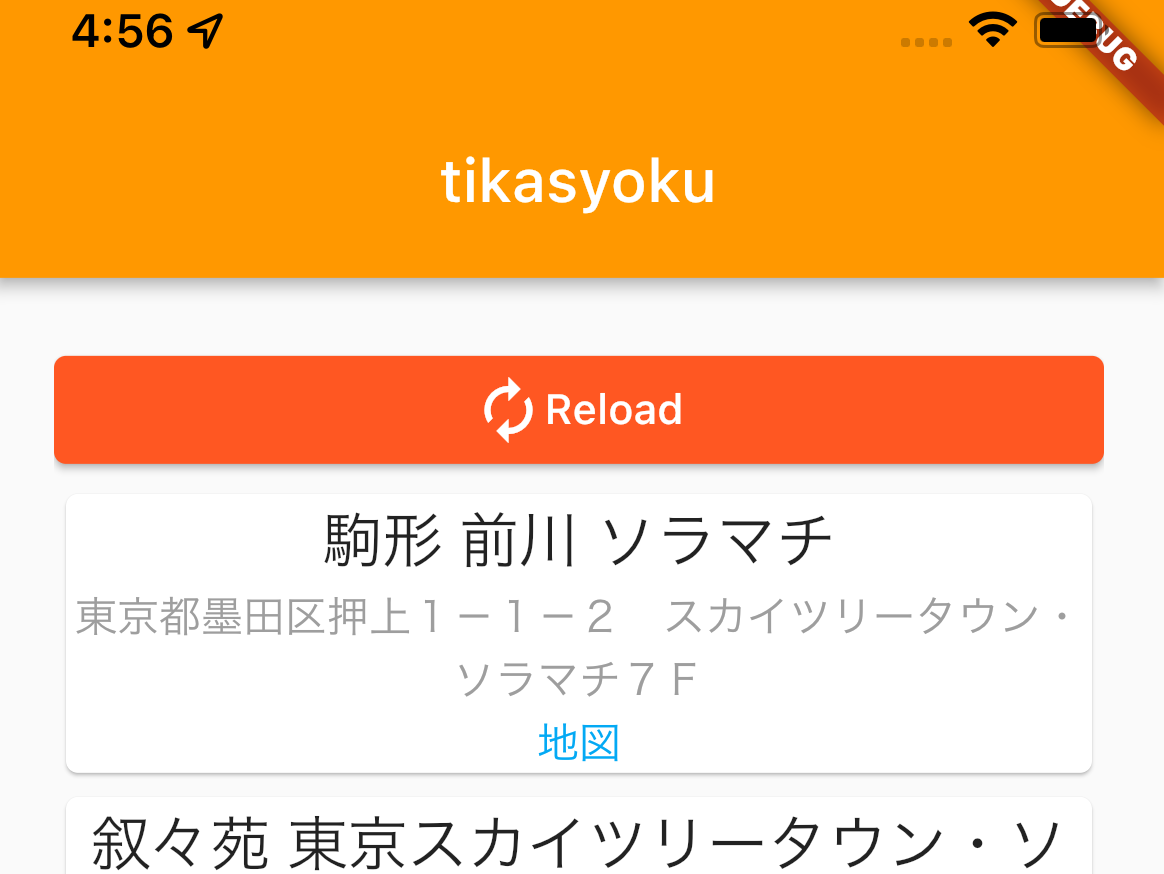 4:56
DEBUG
tikasyoku
Reload
駒形 前川 ソラマチ
東京都墨田区押上１－１－２　スカイツリータウン・
ソラマチ７Ｆ
地図
叙々苑 東京スカイツリータウン・ソ